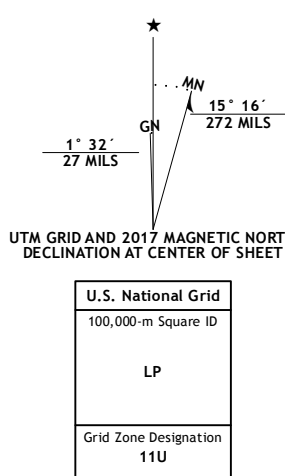 ★
MN
15° 16´
272 MILS
GN
1° 32´
27 MILS
UTM GRID AND 2017 MAGNETIC NORT
DECLINATION AT CENTER OF SHEET
U.S. National Grid
100,000-m Square ID
LP
Grid Zone Designation
11U